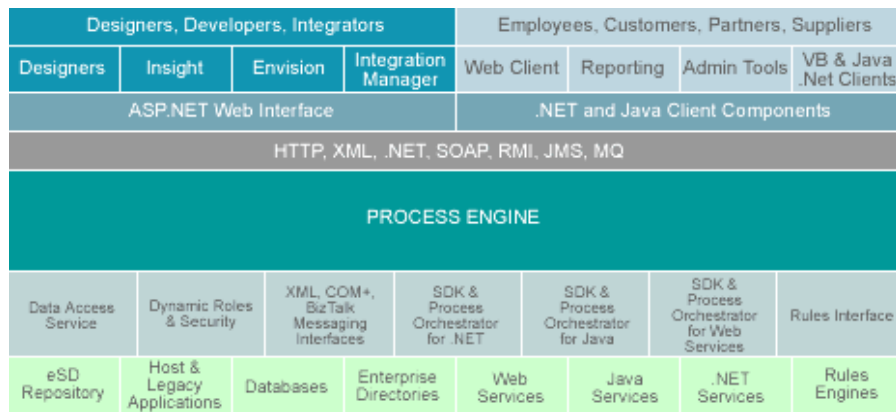 Designers, Developers, Integrators
Employees, Customers, Partners, Suppliers
Designers
Insight
Envision
Integration
Manager
Web Client
Reporting
Admin Tools
VB & Java
.Net Clients
ASP.NET Web Interface
.NET and Java Client Components
HTTP, XML, .NET, SOAP, RMI, JMS, MQ
PROCESS ENGINE
Data Access
Service
Dynamic Roles
& Security
XML, COM+,
BizTalk
Messaging
Interfaces
SDK &
Process
Orchestrator
for .NET
SDK &
Process
Orchestrator
for Java
SDK &
Process
Orchestrator
for Web
Services
Rules Interface
eSD
Repository
Host &
Legacy
Applications
Databases
Enterprise
Directories
Web
Services
Java
Services
.NET
Services
Rules
Engines